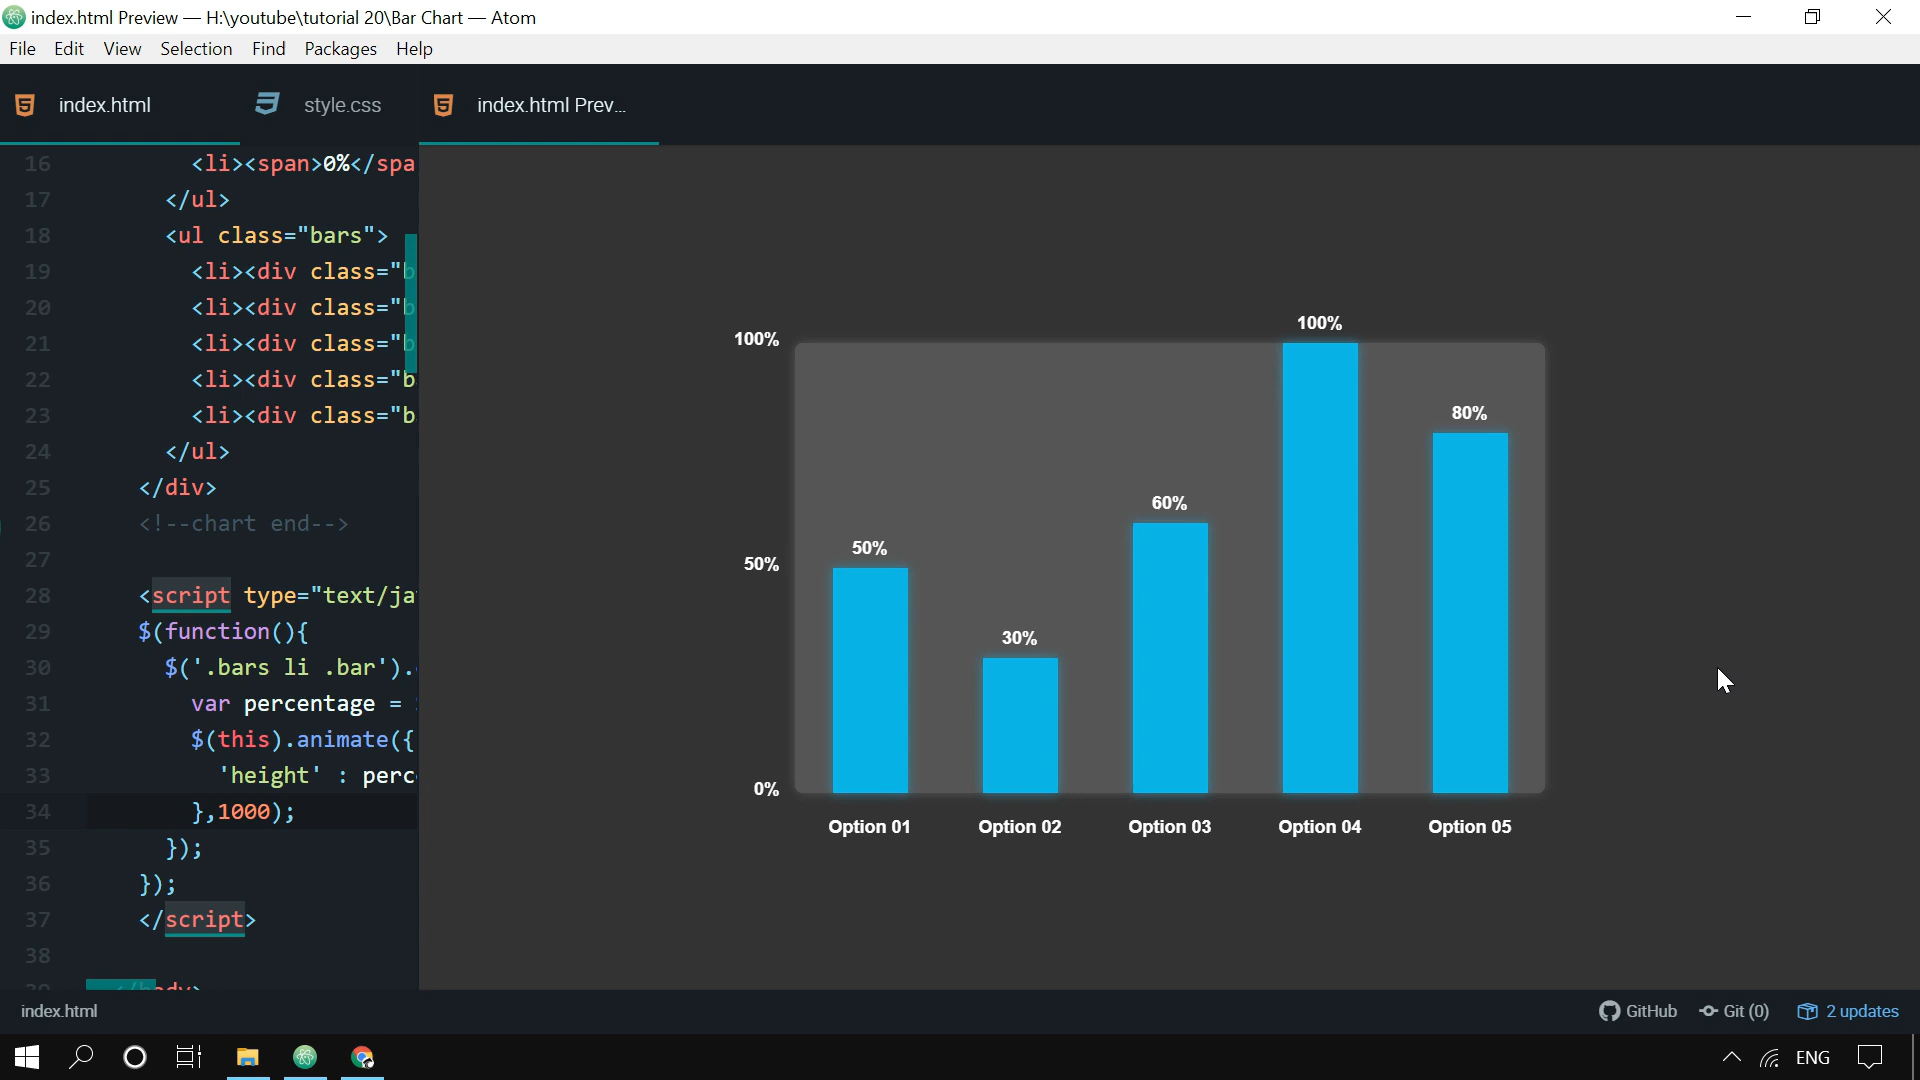 index.html Preview — H:\youtube\tutorial 20\Bar Chart — Atom
File Edit View Selection Find Packages Help
index.html style.css index.html Prev...
16 <li><span>0%</spa
17 </ul>
18 <ul class="bars">
19 <li><div class="b
20 <li><div class="b
21 <li><div class="b
22 <li><div class="b
23 <li><div class="b
24 </ul>
25 </div>
26 <!--chart end-->
27
28 <script type="text/ja
29 $(function(){
30 $('.bars li .bar').
31 var percentage =
32 $(this).animate({
33 'height' : perc
34 },1000);
35 });
36 });
37 </script>
38
100%
50%
0%
50%
30%
60%
100%
80%
Option 01 Option 02 Option 03 Option 04 Option 05
index.html GitHub Git (0) 2 updates
ENG